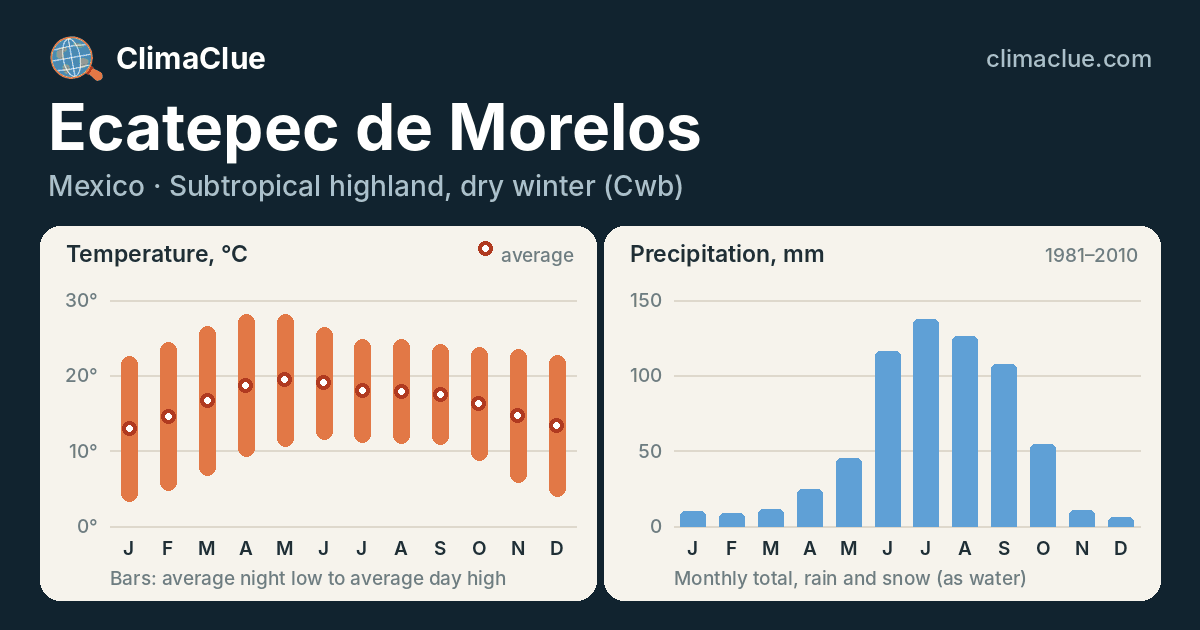 ClimaClue
climaclue.com
Ecatepec de Morelos
Mexico · Subtropical highland, dry winter (Cwb)
Temperature, °C
average
30°
20°
10°
0°
J F M A M J J A S O N D
Bars: average night low to average day high
Precipitation, mm
1981–2010
150
100
50
0
J F M A M J J A S O N D
Monthly total, rain and snow (as water)